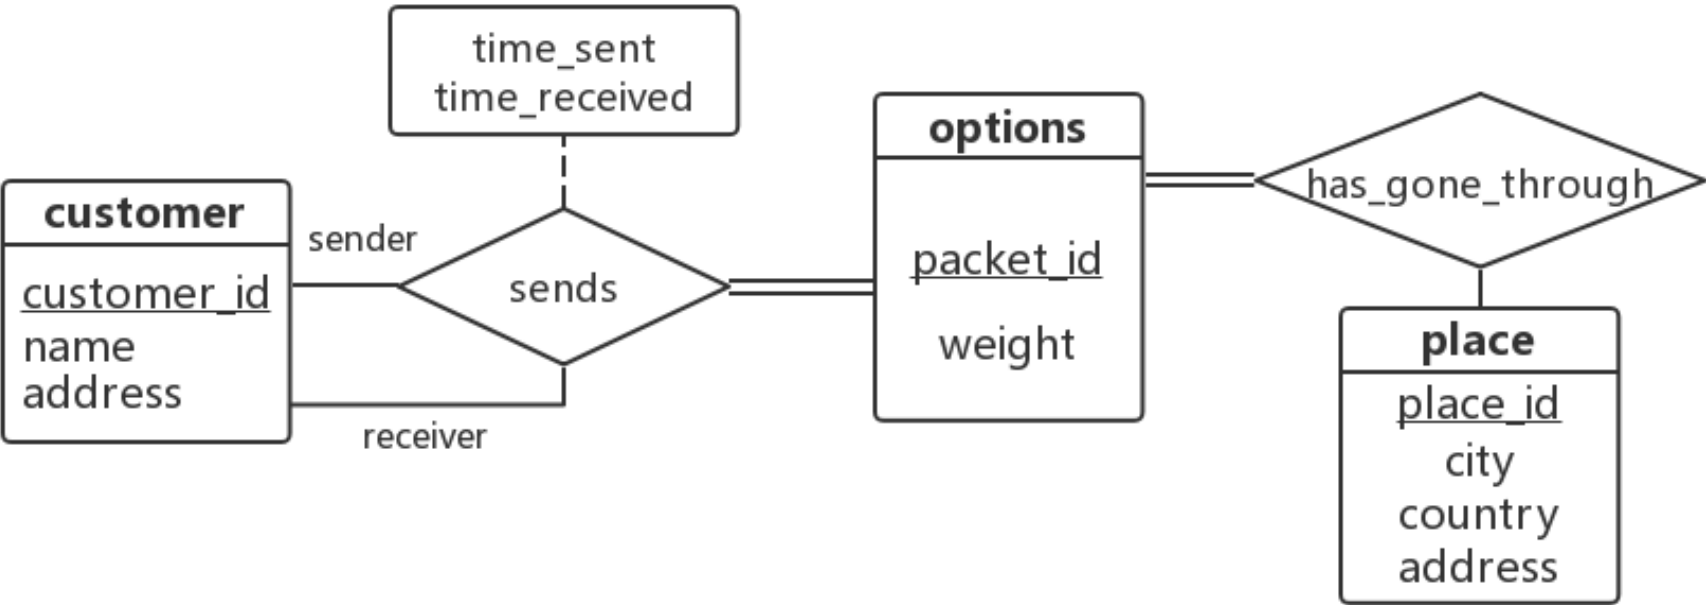 time_sent
time_received
customer
customer_id
name
address
sender
receiver
sends
options
packet_id
weight
has_gone_through
place
place_id
city
country
address